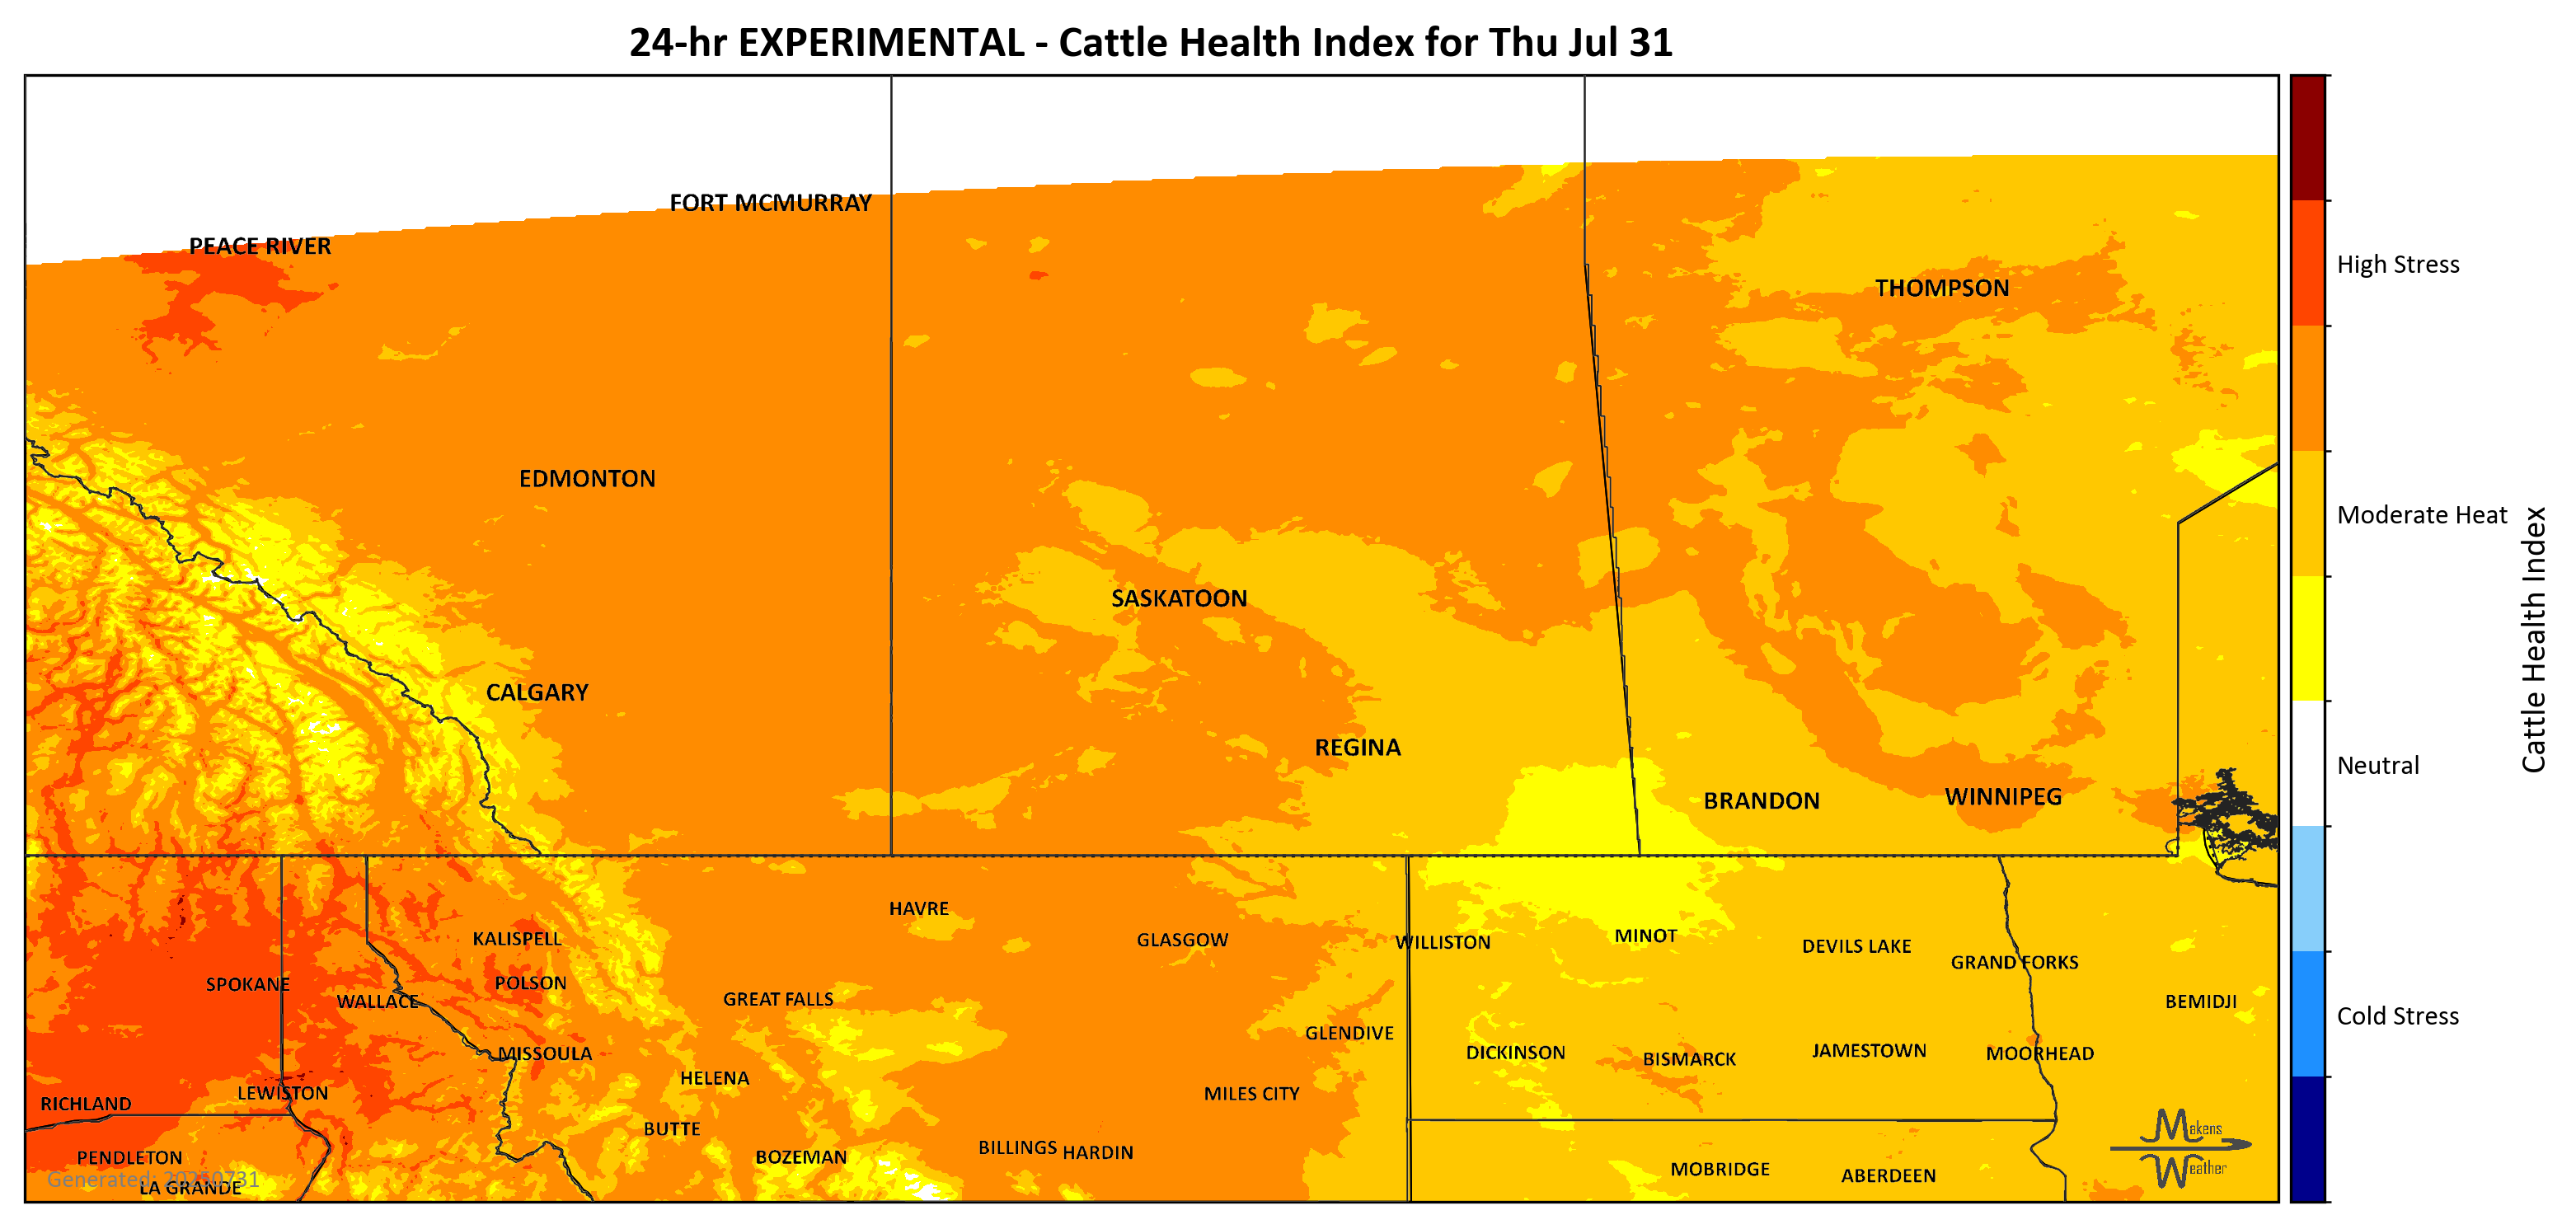 24-hr EXPERIMENTAL - Cattle Health Index for Thu Jul 31
FORT MCMURRAY
PEACE RIVER
High Stress
THOMPSON
EDMONTON
Moderate Heat
SASKATOON
Cattle Health Index
CALGARY
REGINA
Neutral
BRANDON
WINNIPEG
HAVRE
KALISPELL
GLASGOW
WILLISTON
MINOT
DEVILS LAKE
GRAND FORKS
SPOKANE
POLSON
WALLACE
GREAT FALLS
BEMIDJI
Cold Stress
GLENDIVE
MISSOULA
DICKINSON
BISMARCK
JAMESTOWN
MOORHEAD
HELENA
LEWISTON
MILES CITY
RICHLAND
BUTTE
Makens
Weather
BILLINGS
HARDIN
PENDLETON
BOZEMAN
MOBRIDGE
ABERDEEN
Generated: 20250731
LA GRANDE